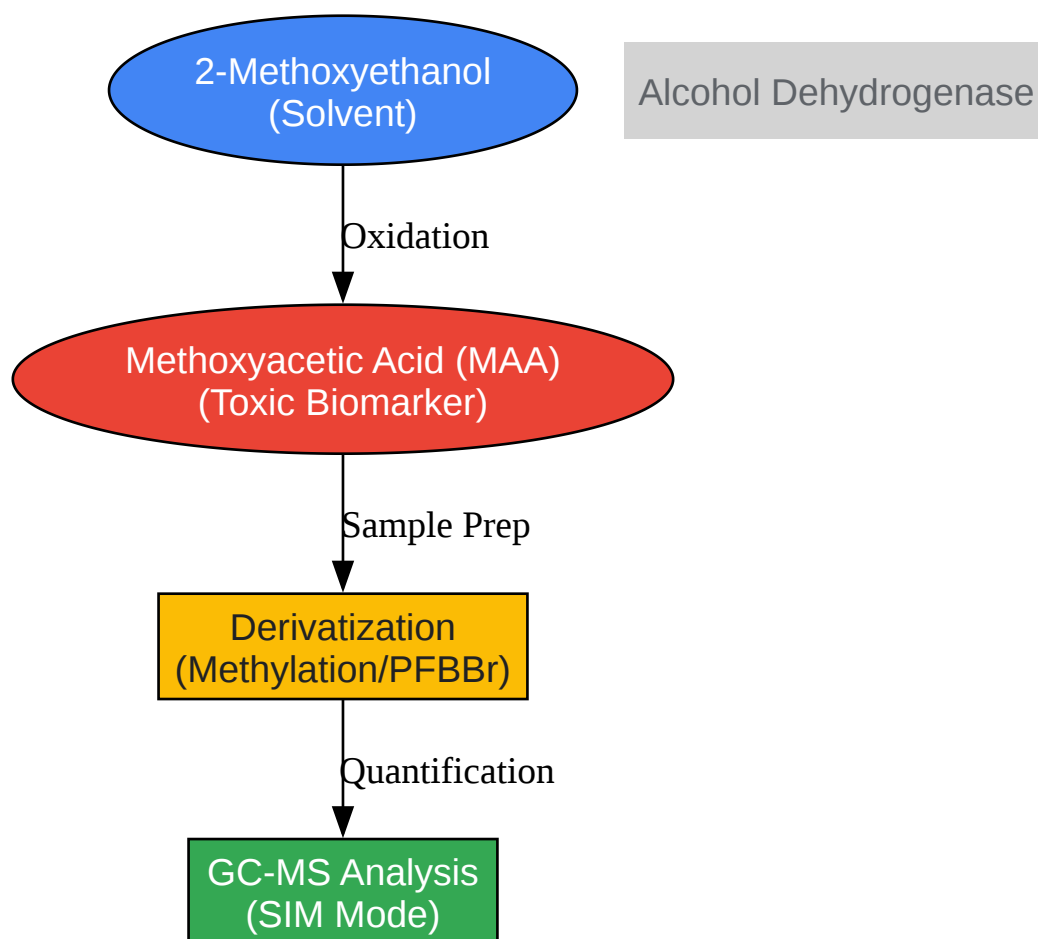 2-Methoxyethanol
(Solvent)
Alcohol Dehydrogenase
Oxidation
Methoxyacetic Acid (MAA)
(Toxic Biomarker)
Sample Prep
Derivatization
(Methylation/PFBBr)
Quantification
GC-MS Analysis
(SIM Mode)